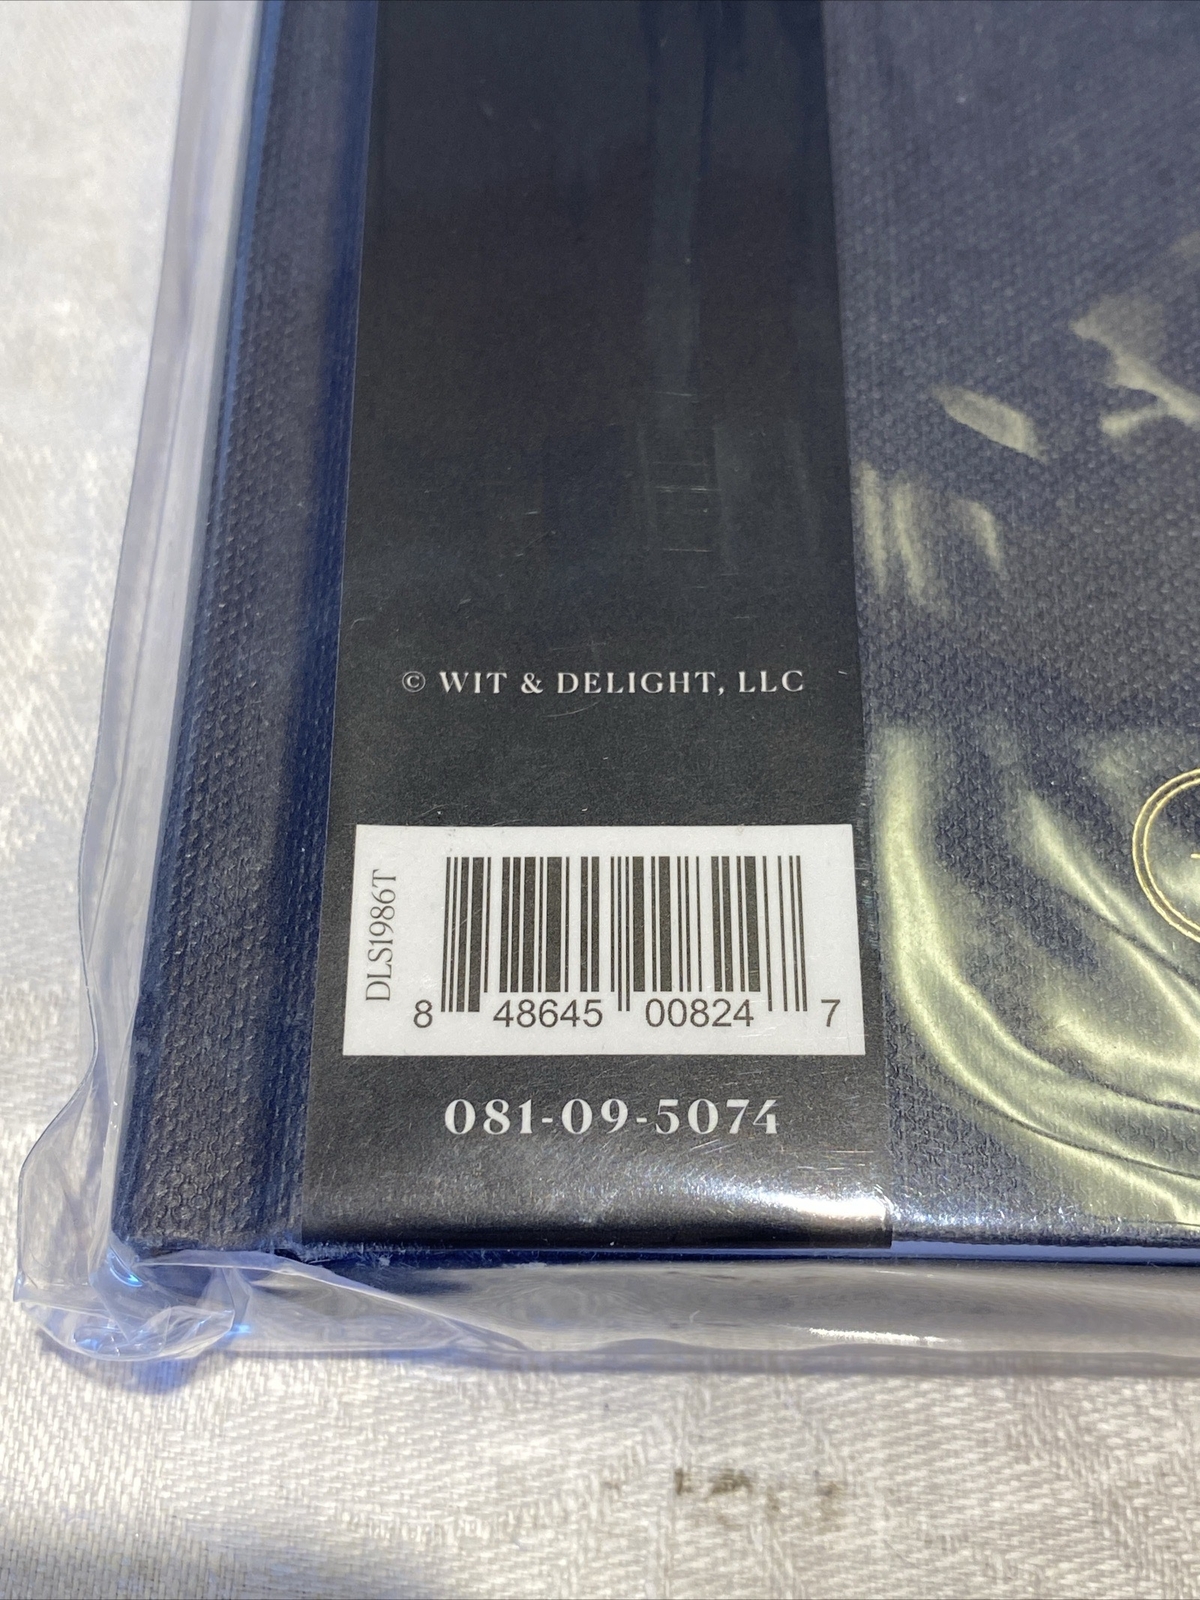 © WIT & DELIGHT, LLC
DLS1986T
8 48645 00824 7
081-09-5074